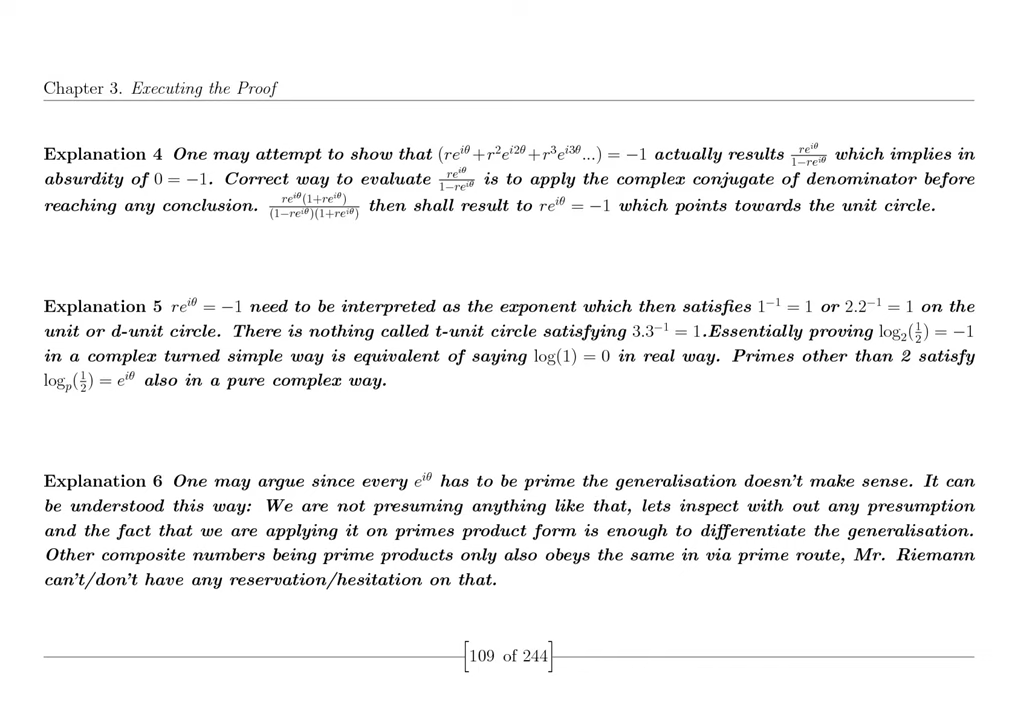 Chapter 3. Executing the Proof
Explanation 4 One may attempt to show that (re^{iθ}+r^2e^{i2θ}+r^3e^{i3θ}...) = −1 actually results \frac{re^{iθ}}{1−re^{iθ}} which implies in
absurdity of 0 = −1. Correct way to evaluate \frac{re^{iθ}}{1−re^{iθ}} is to apply the complex conjugate of denominator before
reaching any conclusion. \frac{re^{iθ}(1+re^{iθ})}{(1−re^{iθ})(1+re^{iθ})} then shall result to re^{iθ} = −1 which points towards the unit circle.
Explanation 5 re^{iθ} = −1 need to be interpreted as the exponent which then satisfies 1^{−1} = 1 or 2.2^{−1} = 1 on the
unit or d-unit circle. There is nothing called t-unit circle satisfying 3.3^{−1} = 1.Essentially proving log_2(\frac{1}{2}) = −1
in a complex turned simple way is equivalent of saying log(1) = 0 in real way. Primes other than 2 satisfy
log_p(\frac{1}{2}) = e^{iθ} also in a pure complex way.
Explanation 6 One may argue since every e^{iθ} has to be prime the generalisation doesn't make sense. It can
be understood this way: We are not presuming anything like that, lets inspect with out any presumption
and the fact that we are applying it on primes product form is enough to differentiate the generalisation.
Other composite numbers being prime products only also obeys the same in via prime route, Mr. Riemann
can't/don't have any reservation/hesitation on that.
[109 of 244]